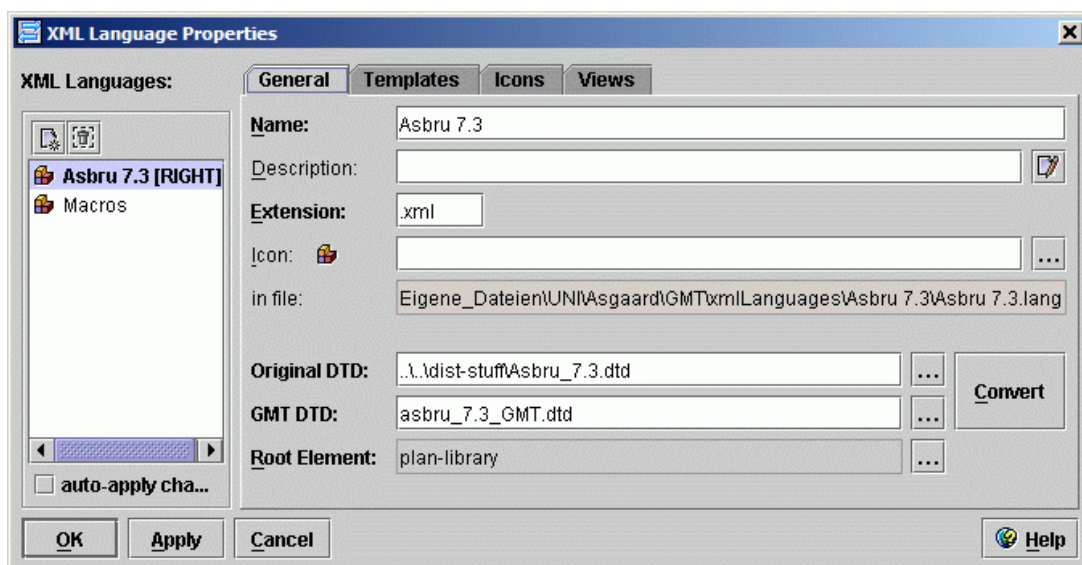 XML Language Properties
XML Languages:
General Templates Icons Views
Name: Asbru 7.3
Description:
Asbru 7.3 [RIGHT]
Macros
Extension: .xml
Icon: ...
in file: Eigene_Dateien\UNI\Asgaard\GMT\xmlLanguages\Asbru 7.3\Asbru 7.3.lang
Original DTD: ..\..\dist-stuff\Asbru_7.3.dtd ...
Convert
GMT DTD: asbru_7.3_GMT.dtd ...
Root Element: plan-library ...
auto-apply cha...
OK Apply Cancel Help